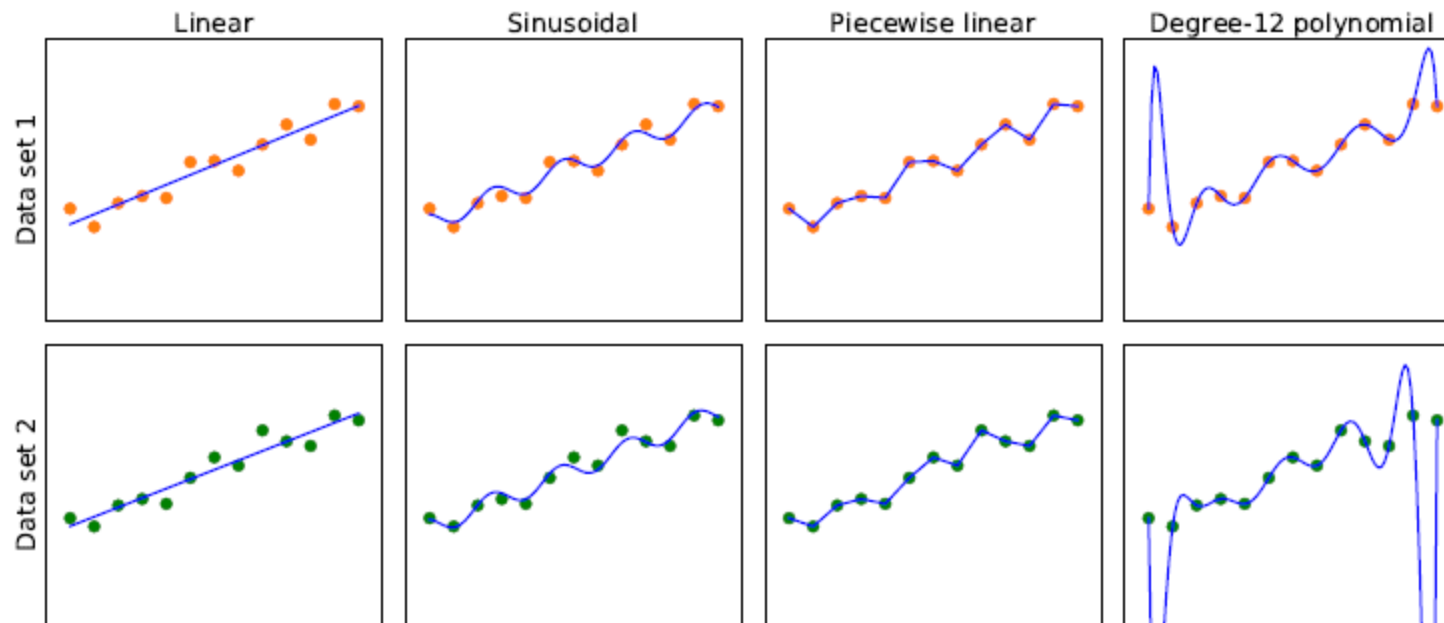 Linear
Sinusoidal
Piecewise linear
Degree-12 polynomial
Data set 1
Data set 2